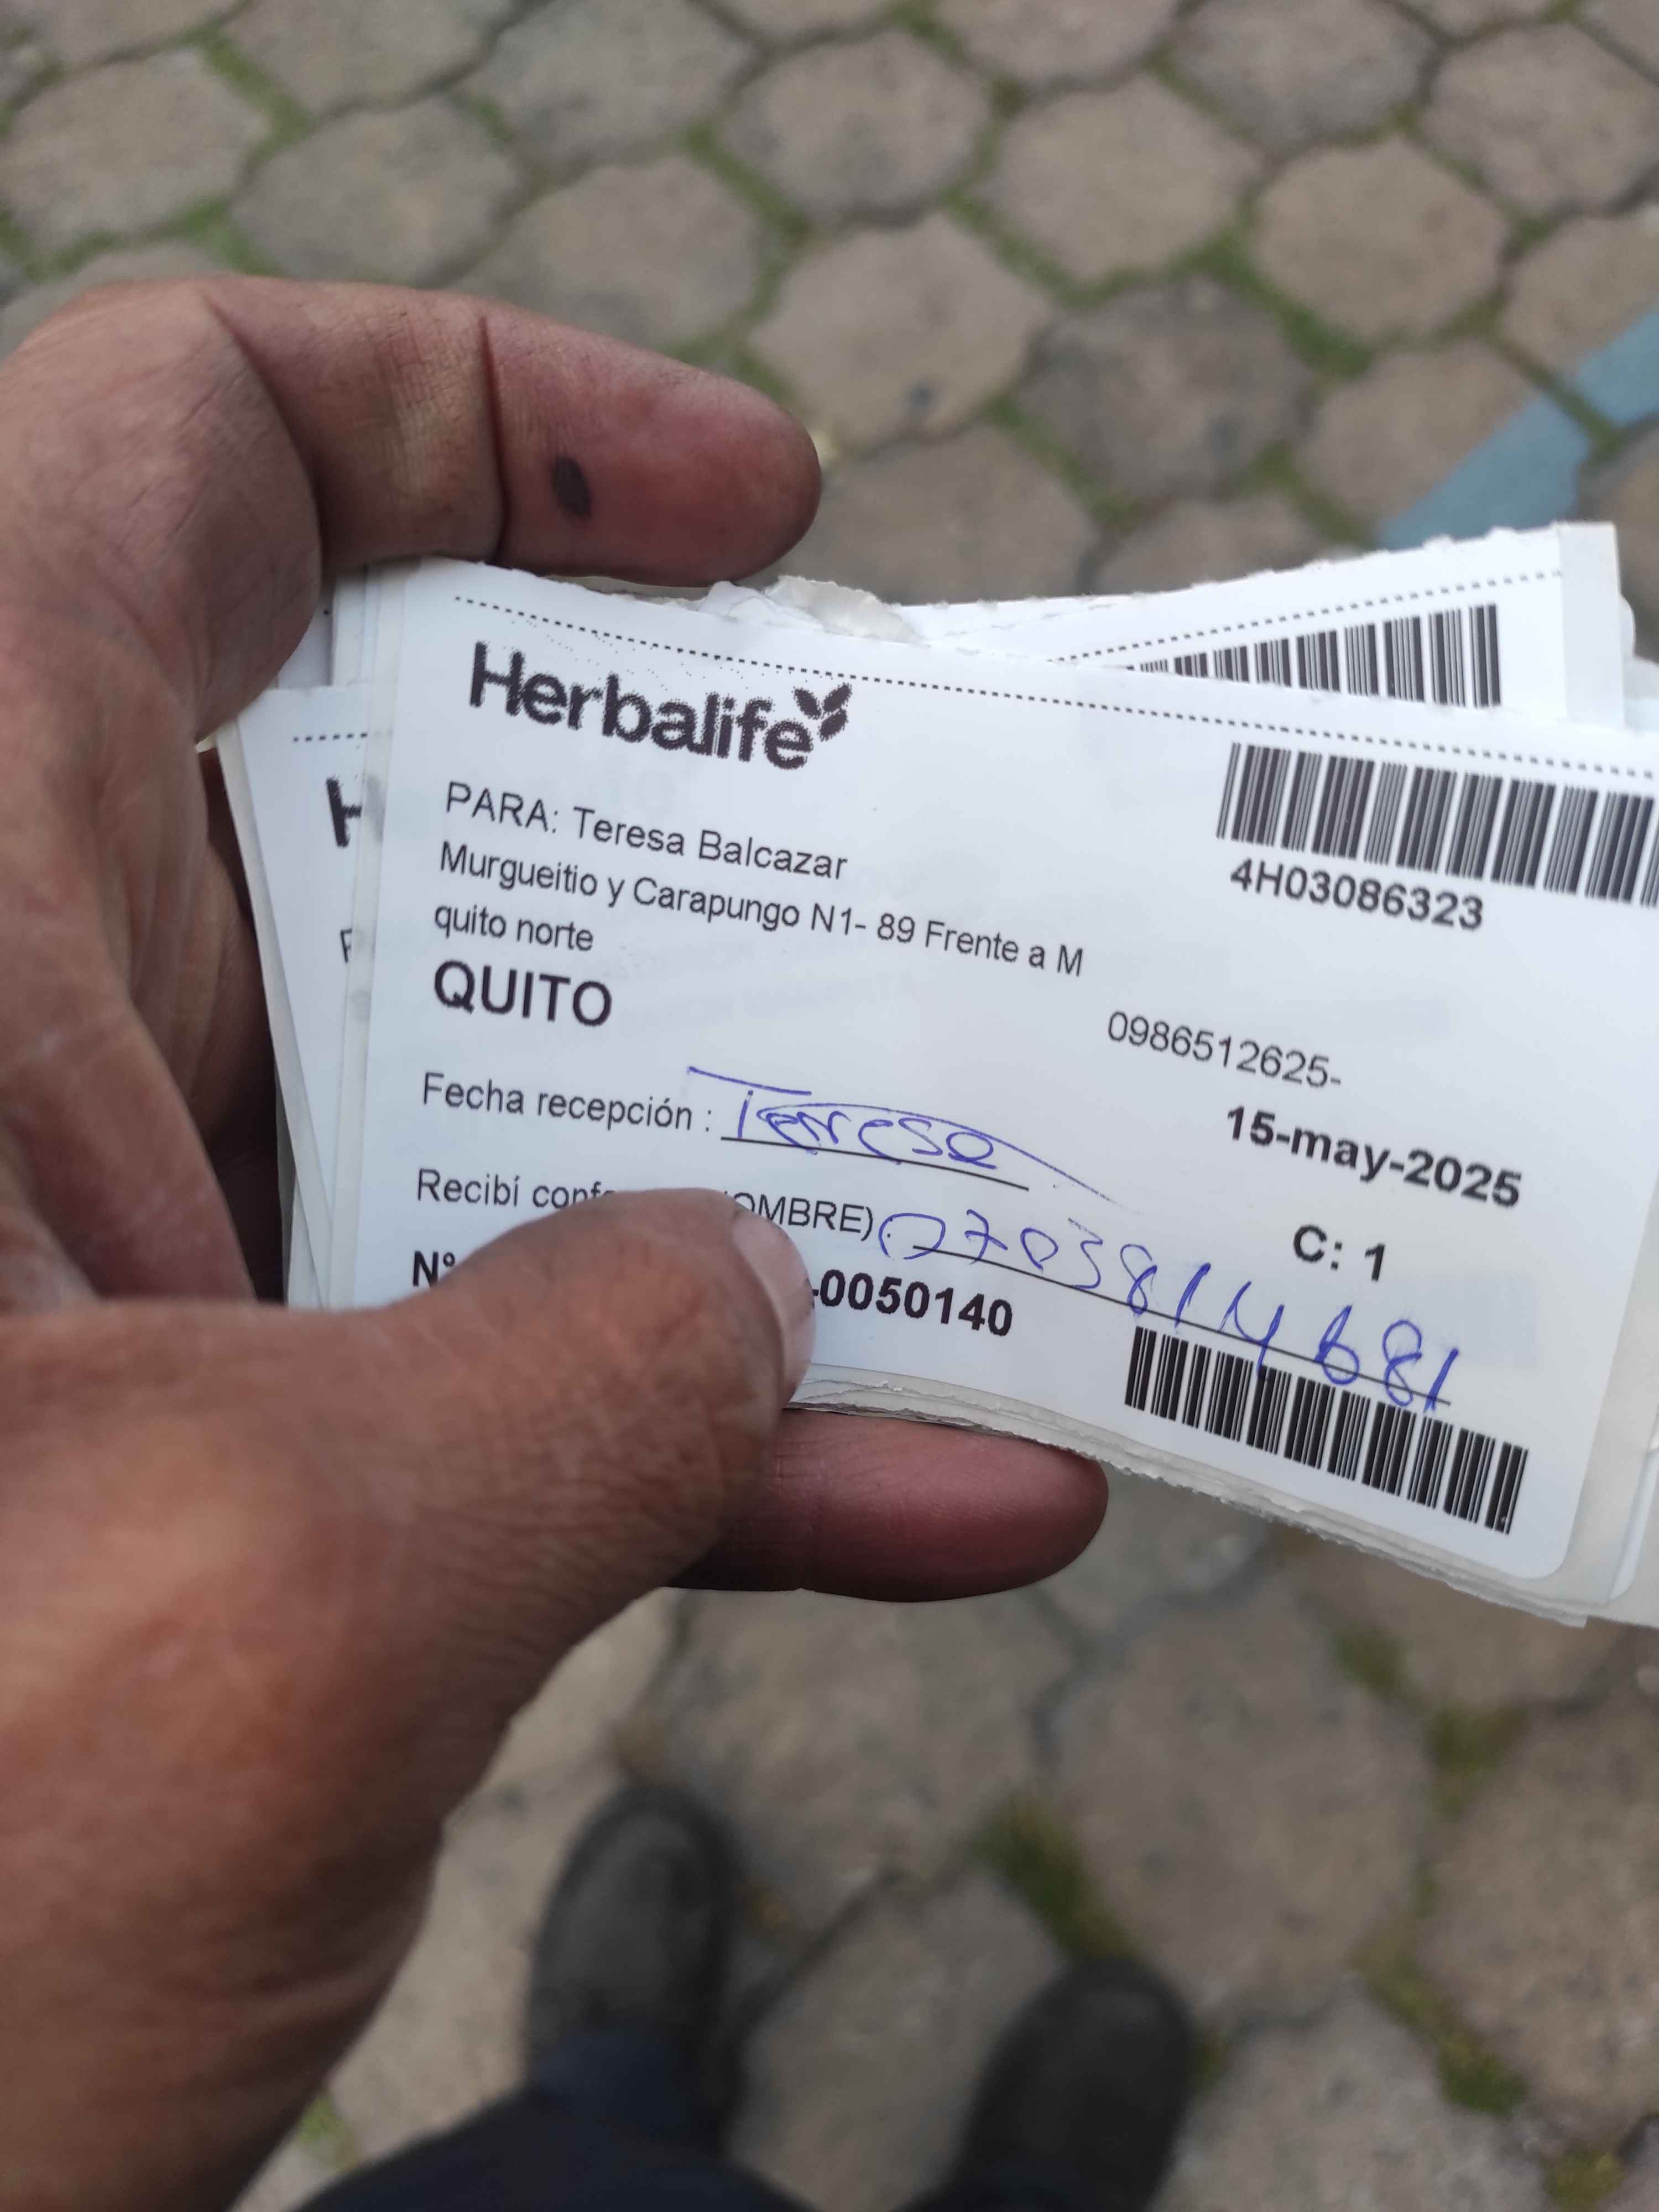 Herbalife
PARA: Teresa Balcazar
Murgueitio y Carapungo N1- 89 Frente a M
quito norte
QUITO
4H03086323
0986512625-
15-may-2025
Fecha recepción : Teresa
C: 1
Recibí OMBRE) 0703814681
N° -0050140
H